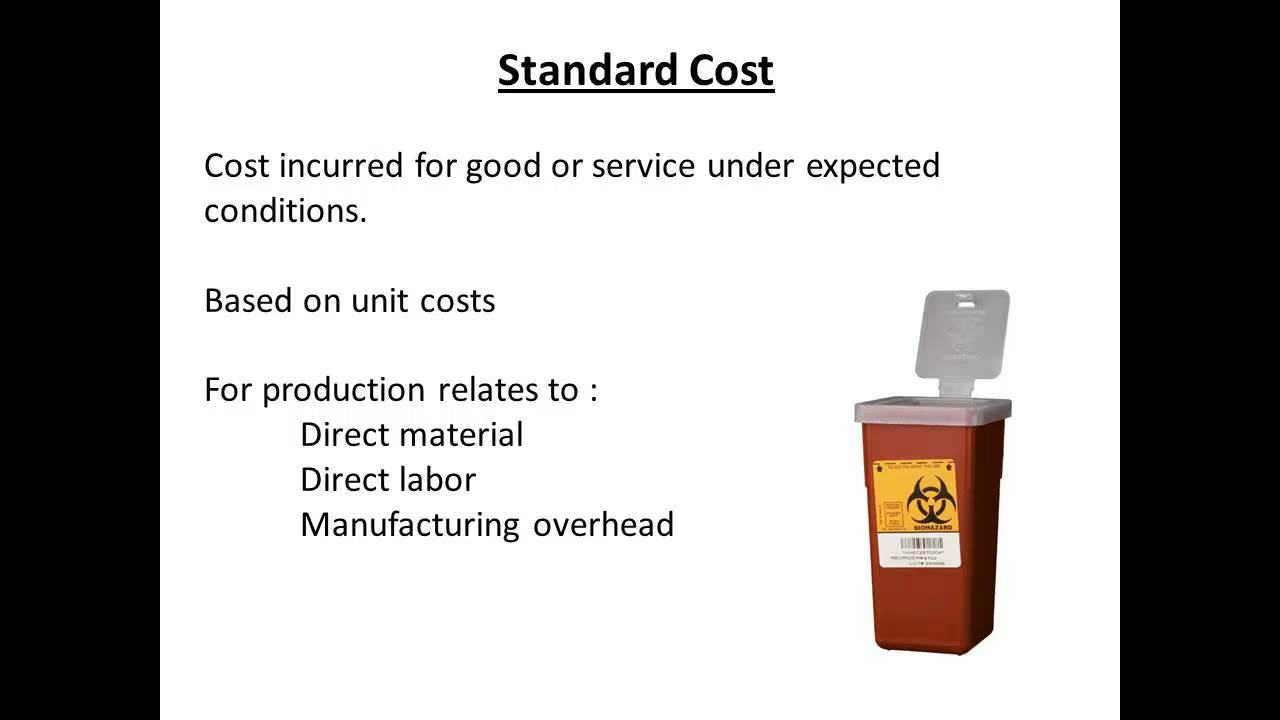 Standard Cost
Cost incurred for good or service under expected
conditions.
Based on unit costs
For production relates to :
Direct material
Direct labor
Manufacturing overhead
BIOHAZARD